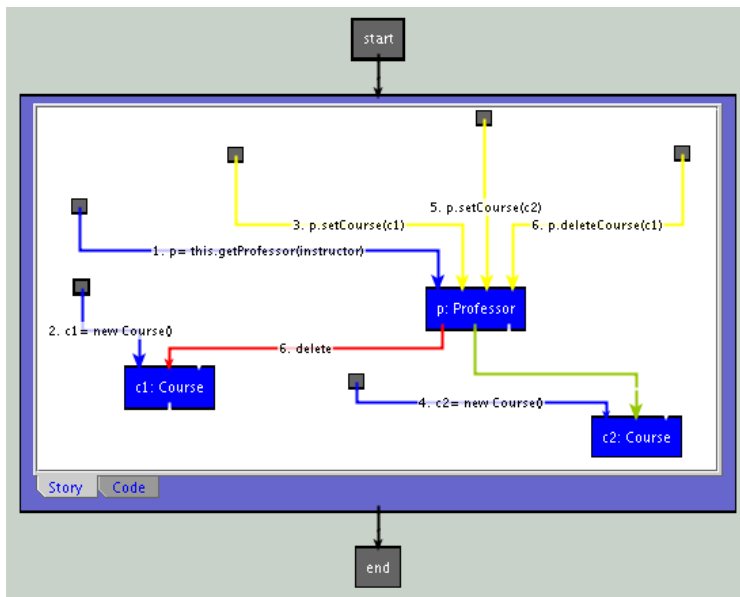 start
5. p.setCourse(c2)
3. p.setCourse(c1)
6. p.deleteCourse(c1)
1. p= this.getProfessor(instructor)
p: Professor
2. c1= new Course()
6. delete
c1: Course
4. c2= new Course()
c2: Course
Story
Code
end